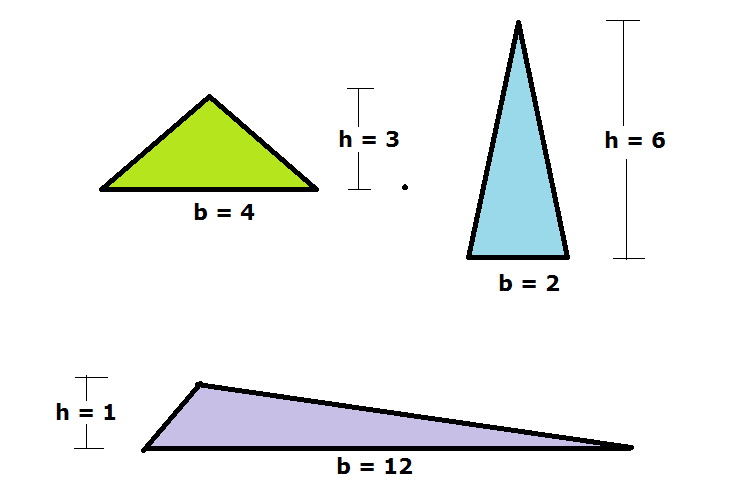 h = 3
b = 4
h = 6
b = 2
h = 1
b = 12